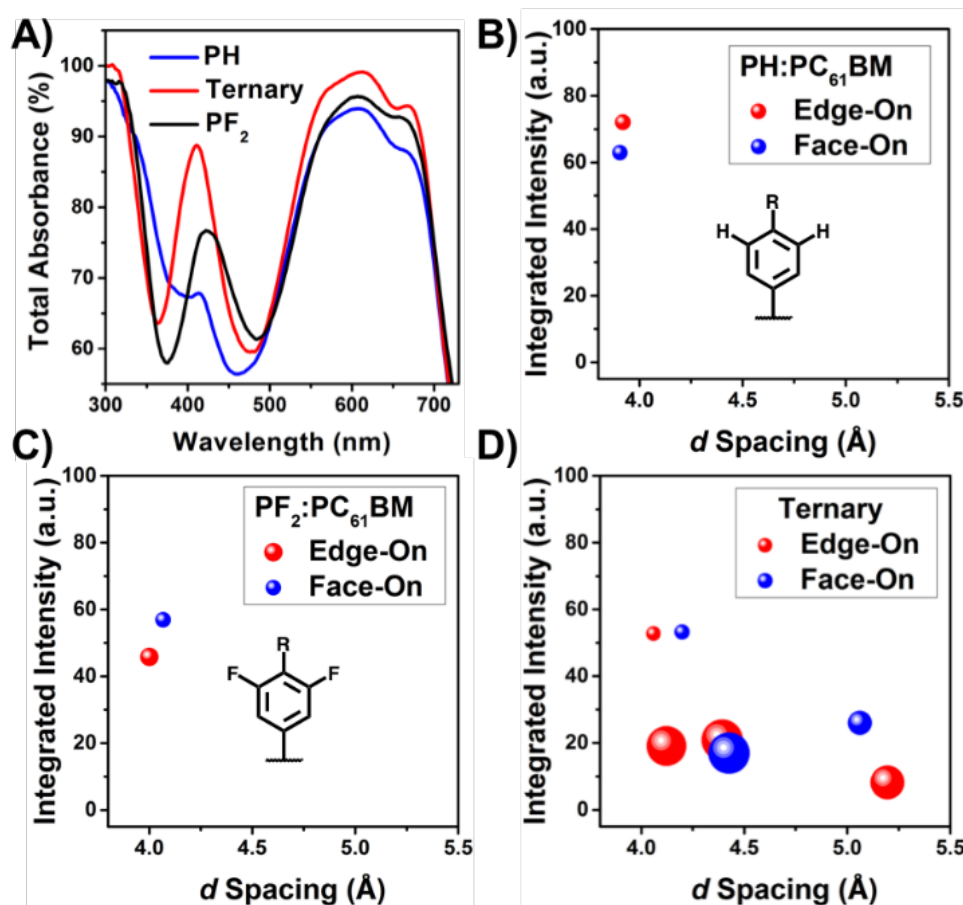 A)
PH
Ternary
PF₂
Total Absorbance (%)
100
90
80
70
60
300 400 500 600 700
Wavelength (nm)
B)
PH:PC₆₁BM
Edge-On
Face-On
R
H H
Integrated Intensity (a.u.)
100
80
60
40
20
0
4.0 4.5 5.0 5.5
d Spacing (Å)
C)
PF₂:PC₆₁BM
Edge-On
Face-On
R
F F
Integrated Intensity (a.u.)
100
80
60
40
20
0
4.0 4.5 5.0 5.5
d Spacing (Å)
D)
Ternary
Edge-On
Face-On
Integrated Intensity (a.u.)
100
80
60
40
20
0
4.0 4.5 5.0 5.5
d Spacing (Å)